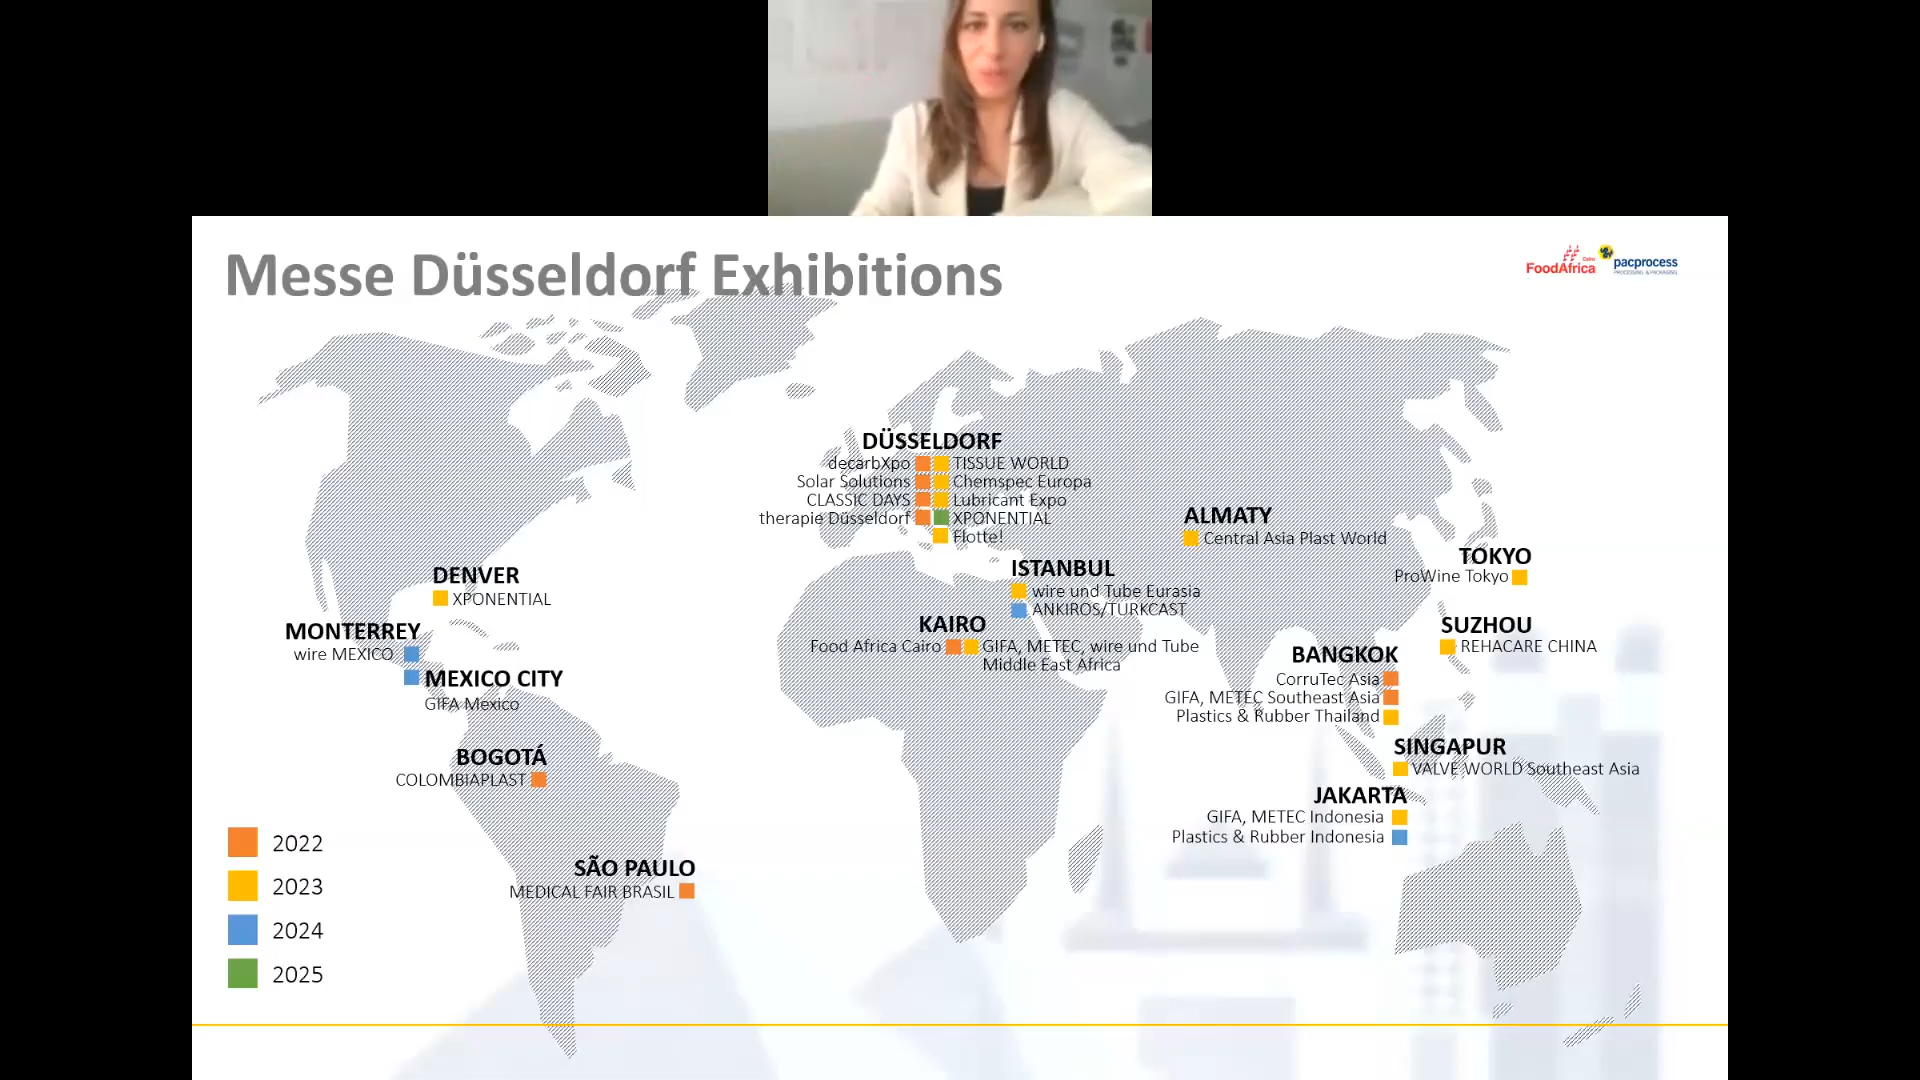 Messe Düsseldorf Exhibitions
Cairo
FoodAfrica
pacprocess
PROCESSING & PACKAGING
DÜSSELDORF
decarbXpo TISSUE WORLD
Solar Solutions Chemspec Europa
CLASSIC DAYS Lubricant Expo
therapie Düsseldorf XPONENTIAL
Flotte!
ALMATY
Central Asia Plast World
TOKYO
ProWine Tokyo
ISTANBUL
wire und Tube Eurasia
ANKIROS/TURKCAST
DENVER
XPONENTIAL
KAIRO
Food Africa Cairo GIFA, METEC, wire und Tube
Middle East Africa
SUZHOU
REHACARE CHINA
MONTERREY
wire MEXICO
MEXICO CITY
GIFA Mexico
BANGKOK
CorruTec Asia
GIFA, METEC Southeast Asia
Plastics & Rubber Thailand
BOGOTÁ
COLOMBIAPLAST
SINGAPUR
VALVE WORLD Southeast Asia
JAKARTA
GIFA, METEC Indonesia
Plastics & Rubber Indonesia
SÃO PAULO
MEDICAL FAIR BRASIL
2022
2023
2024
2025